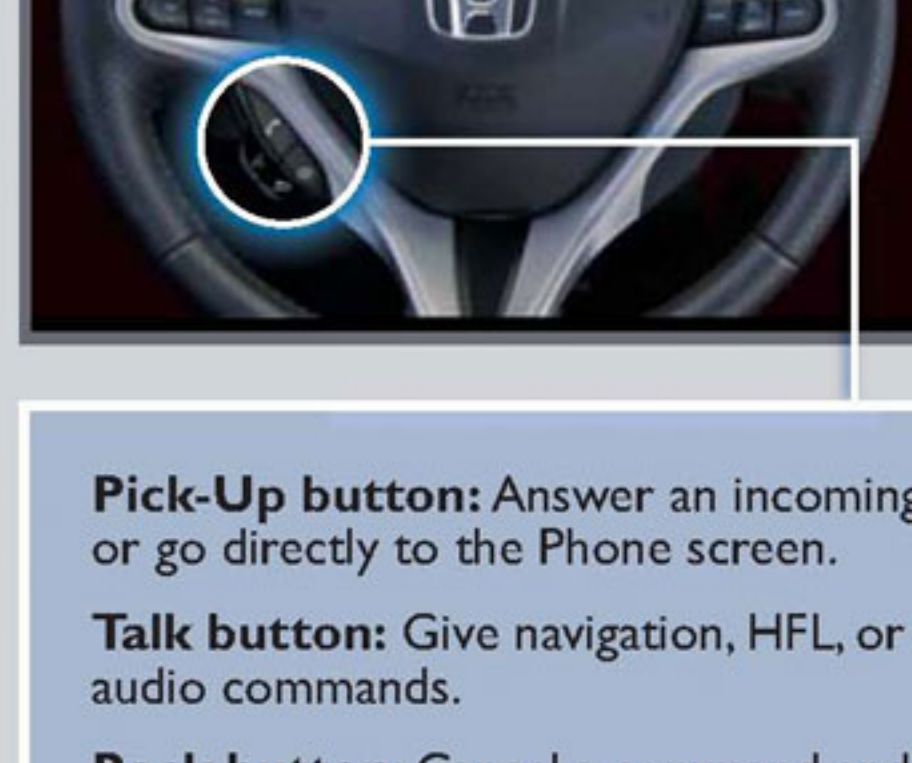 Pick-Up button: Answer an incoming
or go directly to the Phone screen.
Talk button: Give navigation, HFL, or
audio commands.